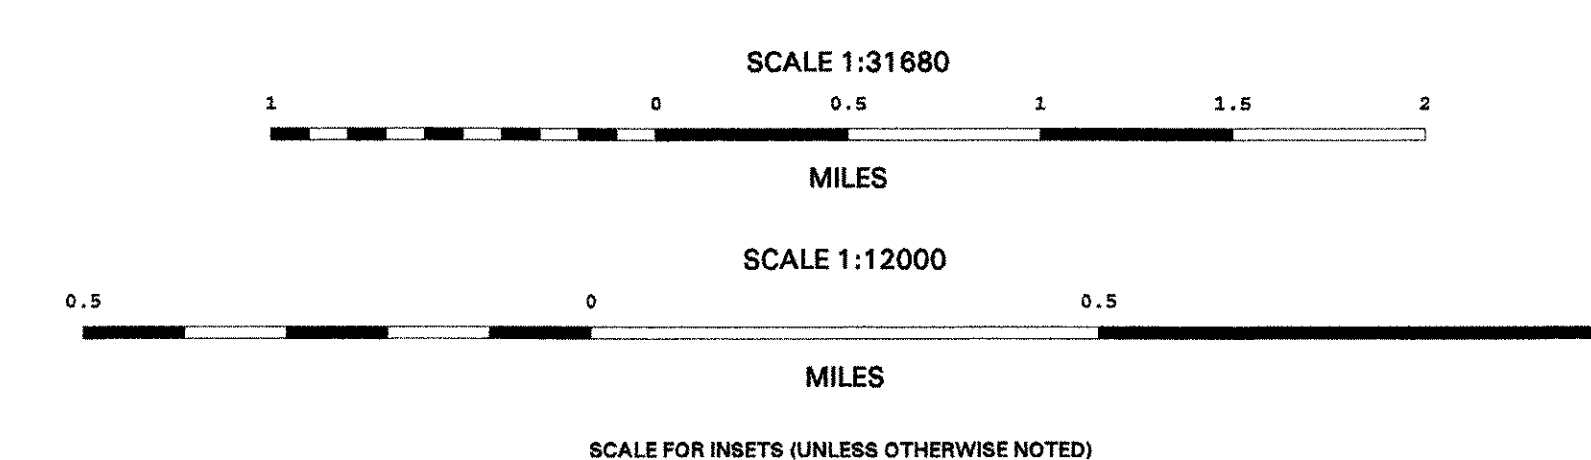 SCALE 1:31680
1 0 0.5 1 1.5 2
MILES
SCALE 1:12000
0.5 0 0.5
MILES
SCALE FOR INSETS (UNLESS OTHERWISE NOTED)